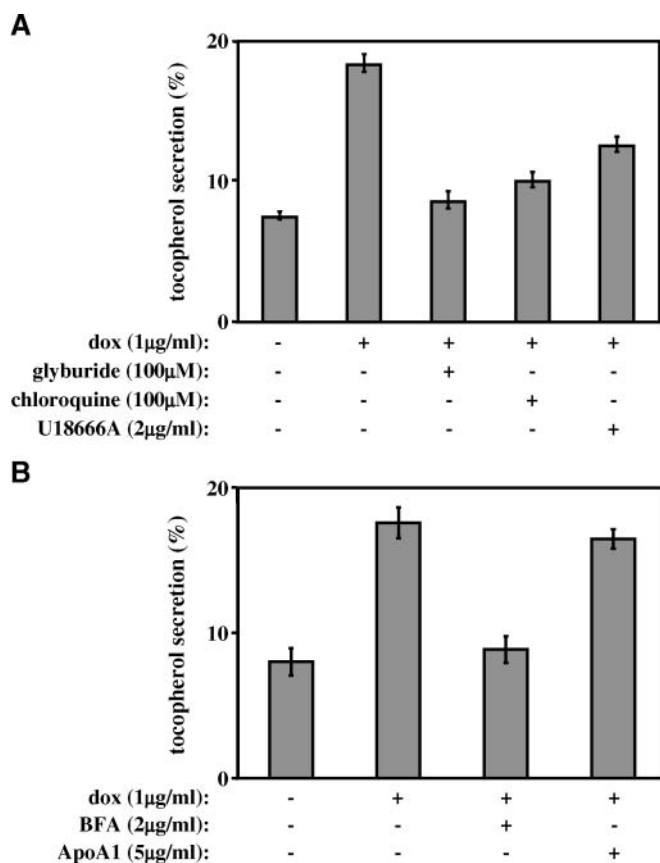 A
tocopherol secretion (%)
20
10
0
dox (1μg/ml): - + + + +
glyburide (100μM) - - + - -
chloroquine (100μM): - - - + -
U18666A (2μg/ml): - - - - +
B
tocopherol secretion (%)
20
10
0
dox (1μg/ml): - + + +
BFA (2μg/ml): - - + -
ApoA1 (5μg/ml): - - - +